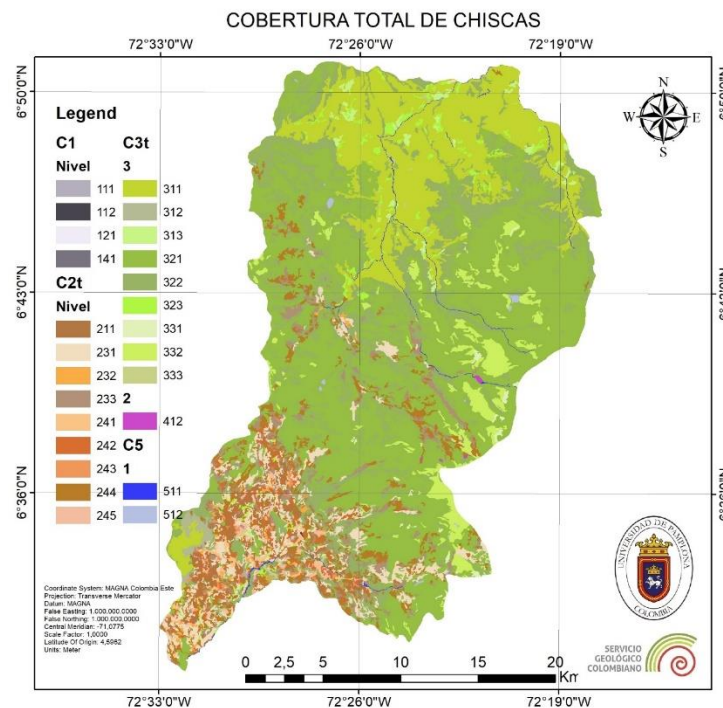 COBERTURA TOTAL DE CHISCAS
72°33'0"W 72°26'0"W 72°19'0"W
6°50'0"N
6°43'0"N
6°36'0"N
N
W E
S
Legend
C1 C3t
Nivel 3
111 311
112 312
121 313
141 321
C2t 322
Nivel 323
211 331
231 332
232 333
233 2
241 412
242 C5
243 1
244 511
245 512
Coordinate System: MAGNA Colombia Este
Projection: Transverse Mercator
Datum: MAGNA
False Easting: 1.000.000.0000
False Northing: 1.000.000.0000
Central Meridian: -71,0775
Scale Factor: 1,0000
Latitude Of Origin: 4,5962
Units: Meter
UNIVERSIDAD DE PAMPLONA
COLOMBIA
SERVICIO
GEOLÓGICO
COLOMBIANO
0 2,5 5 10 15 20
Km
72°33'0"W 72°26'0"W 72°19'0"W